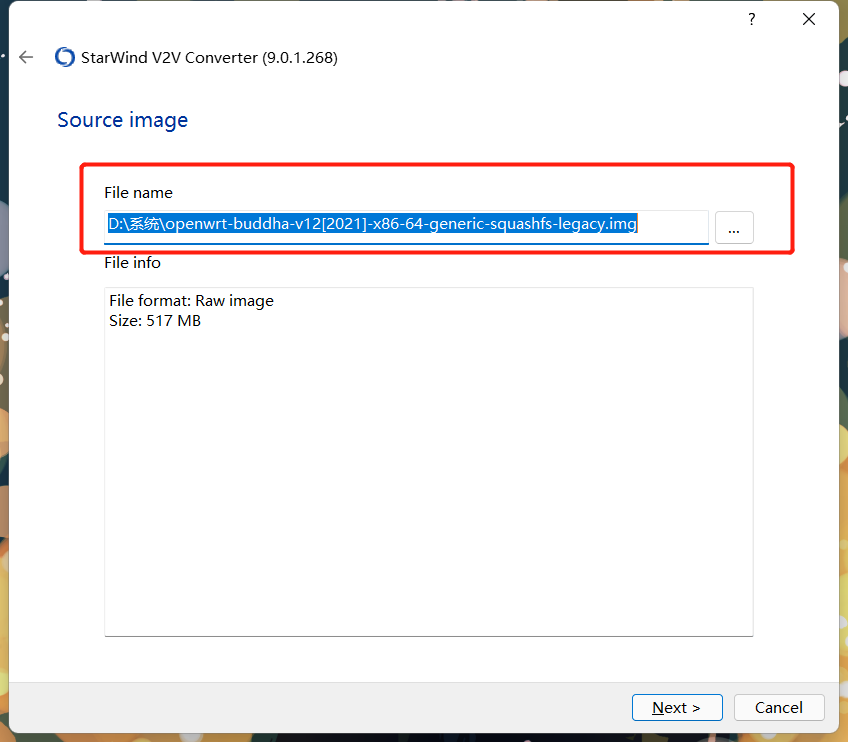 ?
StarWind V2V Converter (9.0.1.268)
Source image
File name
D:\系统\openwrt-buddha-v12[2021]-x86-64-generic-squashfs-legacy.img
...
File info
File format: Raw image
Size: 517 MB
Next >
Cancel